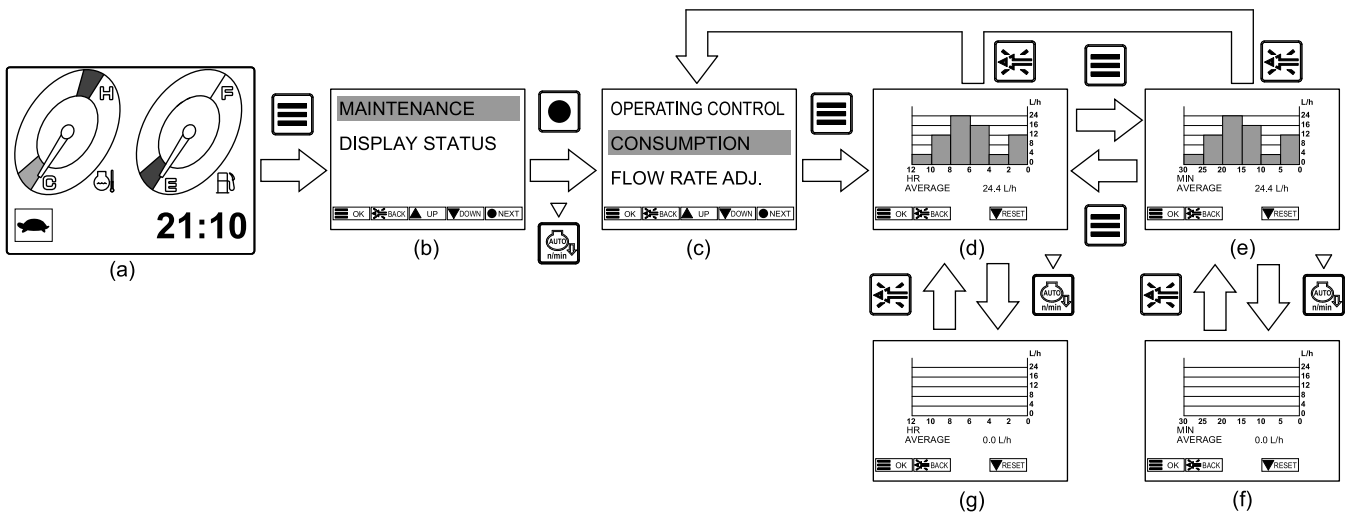 H
C
F
E
21:10
(a)
MAINTENANCE
DISPLAY STATUS
OK BACK UP DOWN NEXT
(b)
AUTO
n/min
OPERATING CONTROL
CONSUMPTION
FLOW RATE ADJ.
OK BACK UP DOWN NEXT
(c)
L/h
24
16
12
8
4
0
12 10 8 6 4 2 0
HR
AVERAGE 24.4 L/h
OK BACK RESET
(d)
L/h
24
16
12
8
4
0
30 25 20 15 10 5 0
MIN
AVERAGE 24.4 L/h
OK BACK RESET
(e)
AUTO
n/min
AUTO
n/min
L/h
24
16
12
8
4
0
12 10 8 6 4 2 0
HR
AVERAGE 0.0 L/h
OK BACK RESET
(g)
L/h
24
16
12
8
4
0
30 25 20 15 10 5 0
MIN
AVERAGE 0.0 L/h
OK BACK RESET
(f)